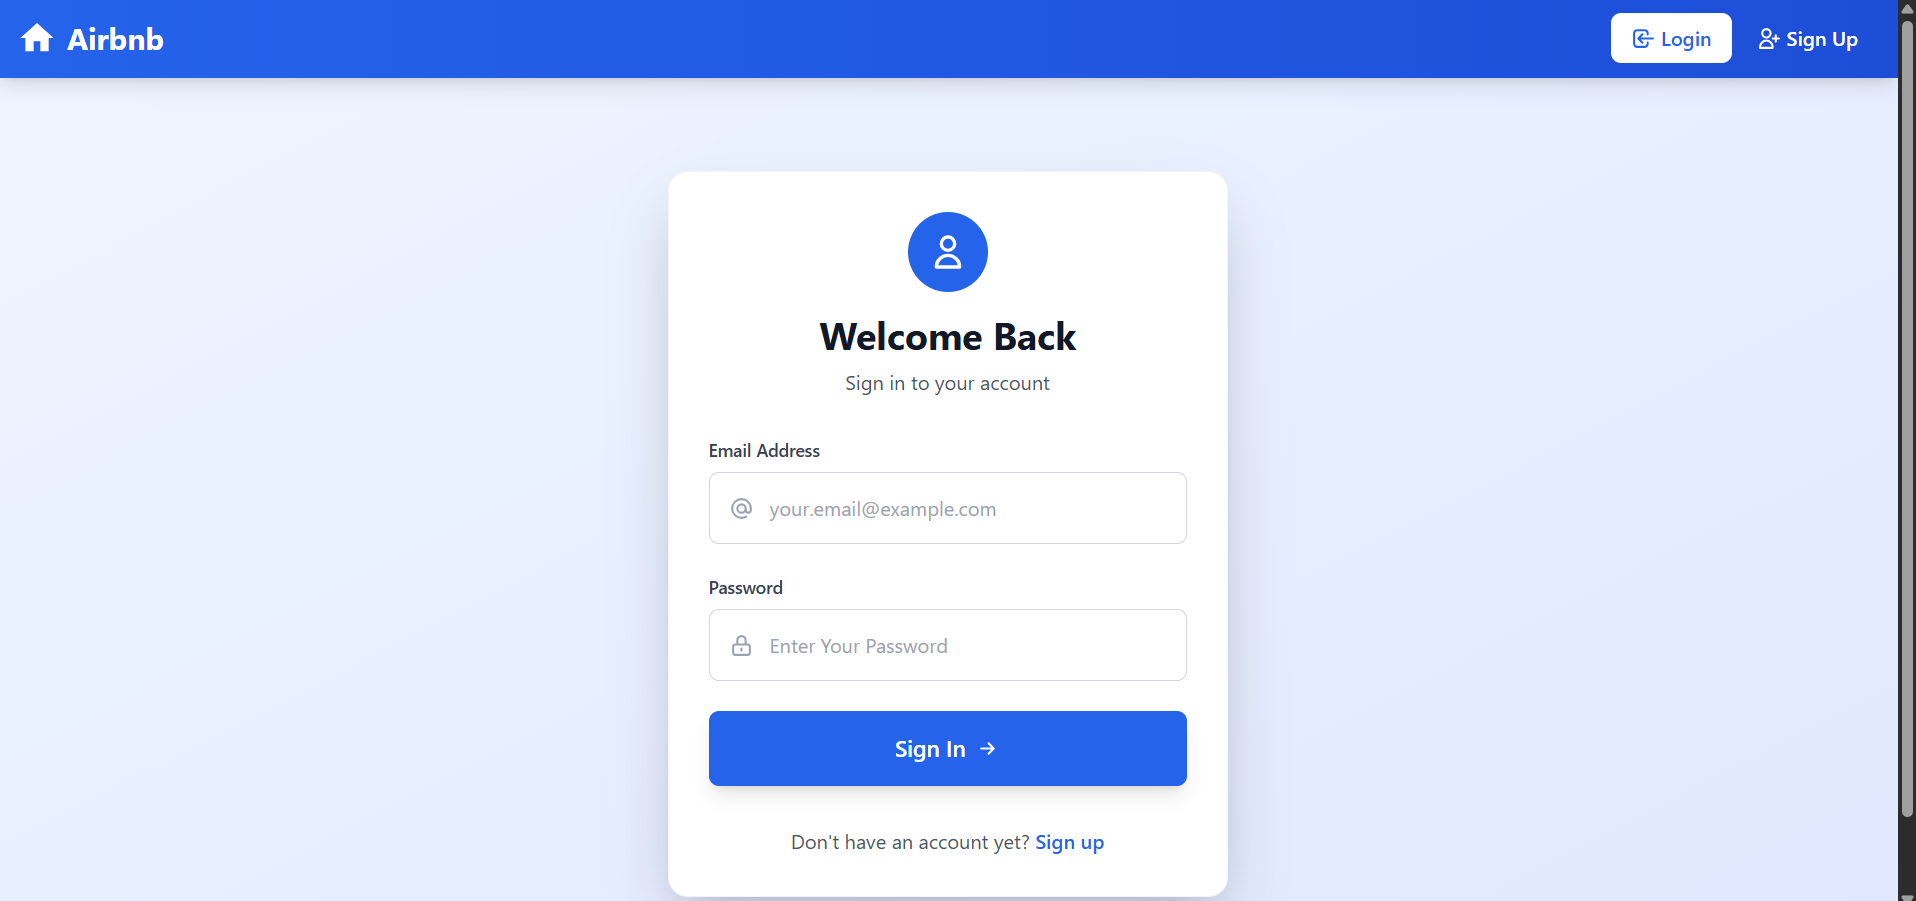 Airbnb
Login
Sign Up
Welcome Back
Sign in to your account
Email Address
your.email@example.com
Password
Enter Your Password
Sign In →
Don't have an account yet? Sign up